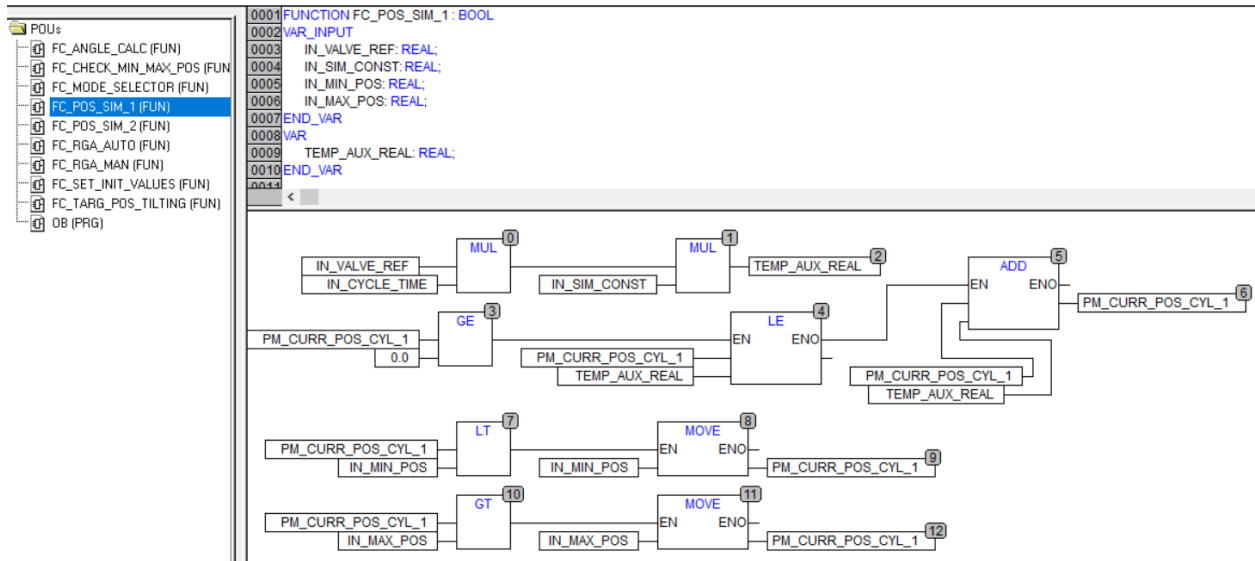 POUs
FC_ANGLE_CALC (FUN)
FC_CHECK_MIN_MAX_POS (FUN
FC_MODE_SELECTOR (FUN)
FC_POS_SIM_1 (FUN)
FC_POS_SIM_2 (FUN)
FC_RGA_AUTO (FUN)
FC_RGA_MAN (FUN)
FC_SET_INIT_VALUES (FUN)
FC_TARG_POS_TILTING (FUN)
OB (PRG)
0001 FUNCTION FC_POS_SIM_1 : BOOL
0002 VAR_INPUT
0003 IN_VALVE_REF: REAL;
0004 IN_SIM_CONST: REAL;
0005 IN_MIN_POS: REAL;
0006 IN_MAX_POS: REAL;
0007 END_VAR
0008 VAR
0009 TEMP_AUX_REAL: REAL;
0010 END_VAR
0011
<
MUL 0
IN_VALVE_REF
IN_CYCLE_TIME
MUL 1
IN_SIM_CONST
TEMP_AUX_REAL 2
GE 3
PM_CURR_POS_CYL_1
0.0
LE 4
EN ENO
PM_CURR_POS_CYL_1
TEMP_AUX_REAL
ADD 5
EN ENO
PM_CURR_POS_CYL_1 6
PM_CURR_POS_CYL_1
TEMP_AUX_REAL
LT 7
PM_CURR_POS_CYL_1
IN_MIN_POS
MOVE 8
EN ENO
IN_MIN_POS
PM_CURR_POS_CYL_1 9
GT 10
PM_CURR_POS_CYL_1
IN_MAX_POS
MOVE 11
EN ENO
IN_MAX_POS
PM_CURR_POS_CYL_1 12